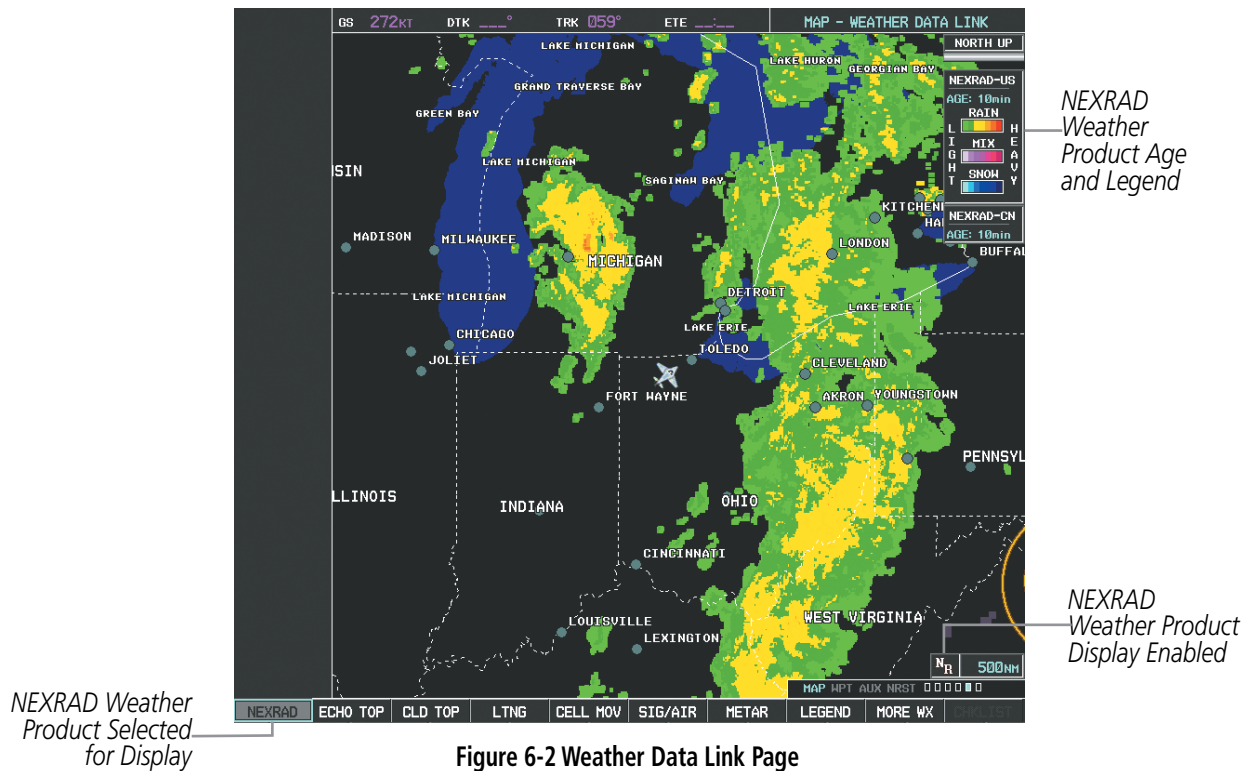 GS 272KT DTK ___° TRK 059° ETE __:__ MAP - WEATHER DATA LINK
LAKE MICHIGAN
NORTH UP
LAKE HURON
GEORGIAN BAY
GRAND TRAVERSE BAY
GREEN BAY
NEXRAD-US
AGE: 10min
RAIN
LIGHT
HEAVY
MIX
SNOW
NEXRAD
Weather
Product Age
and Legend
LAKE MICHIGAN
SIN
SAGINAW BAY
KITCHENE
HA
NEXRAD-CN
AGE: 10min
MADISON
MILWAUKEE
LONDON
BUFFAL
MICHIGAN
LAKE MICHIGAN
DETROIT
LAKE ERIE
LAKE ERIE
CHICAGO
TOLEDO
JOLIET
CLEVELAND
FORT WAYNE
AKRON
YOUNGSTOWN
PENNSYL
LLINOIS
INDIANA
OHIO
CINCINNATI
LOUISVILLE
LEXINGTON
WEST VIRGINIA
NEXRAD
Weather Product
Display Enabled
NR 500NM
MAP WPT AUX NRST
NEXRAD Weather
Product Selected
for Display
NEXRAD ECHO TOP CLD TOP LTNG CELL MOV SIG/AIR METAR LEGEND MORE WX CHKLIST
Figure 6-2 Weather Data Link Page